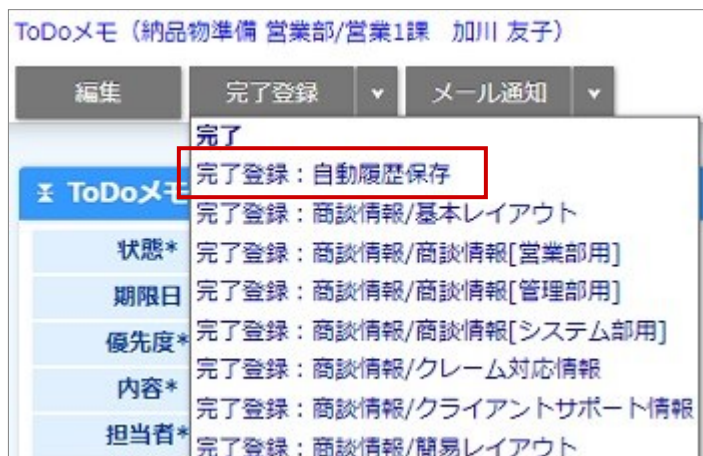 ToDoメモ（納品物準備 営業部/営業1課　加川 友子）
編集
完了登録
メール通知
完了
完了登録：自動履歴保存
ToDoメモ
完了登録：商談情報/基本レイアウト
状態*
完了登録：商談情報/商談情報[営業部用]
期限日
完了登録：商談情報/商談情報[管理部用]
優先度*
完了登録：商談情報/商談情報[システム部用]
内容*
完了登録：商談情報/クレーム対応情報
完了登録：商談情報/クライアントサポート情報
担当者*
完了登録：商談情報/簡易レイアウト